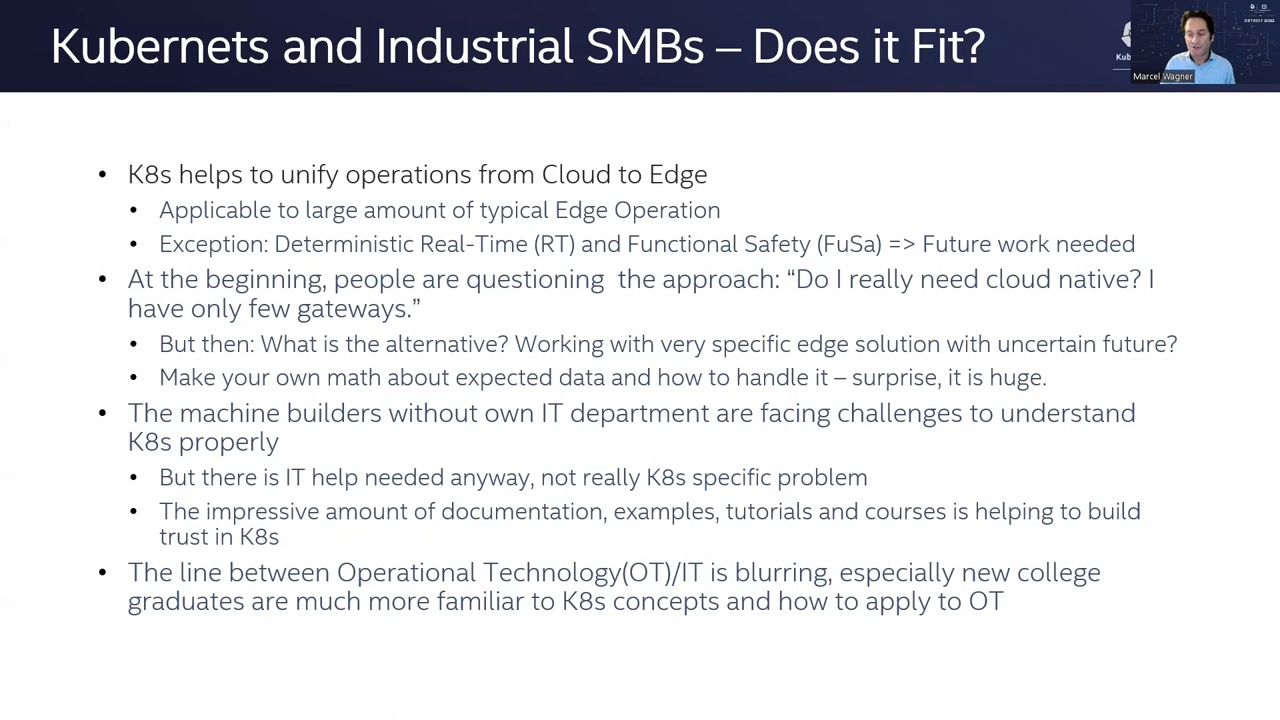 Kubernets and Industrial SMBs – Does it Fit?
Kub
DETROIT 2022
Marcel Wagner
• K8s helps to unify operations from Cloud to Edge
• Applicable to large amount of typical Edge Operation
• Exception: Deterministic Real-Time (RT) and Functional Safety (FuSa) => Future work needed
• At the beginning, people are questioning the approach: “Do I really need cloud native? I
have only few gateways.”
• But then: What is the alternative? Working with very specific edge solution with uncertain future?
• Make your own math about expected data and how to handle it – surprise, it is huge.
• The machine builders without own IT department are facing challenges to understand
K8s properly
• But there is IT help needed anyway, not really K8s specific problem
• The impressive amount of documentation, examples, tutorials and courses is helping to build
trust in K8s
• The line between Operational Technology(OT)/IT is blurring, especially new college
graduates are much more familiar to K8s concepts and how to apply to OT